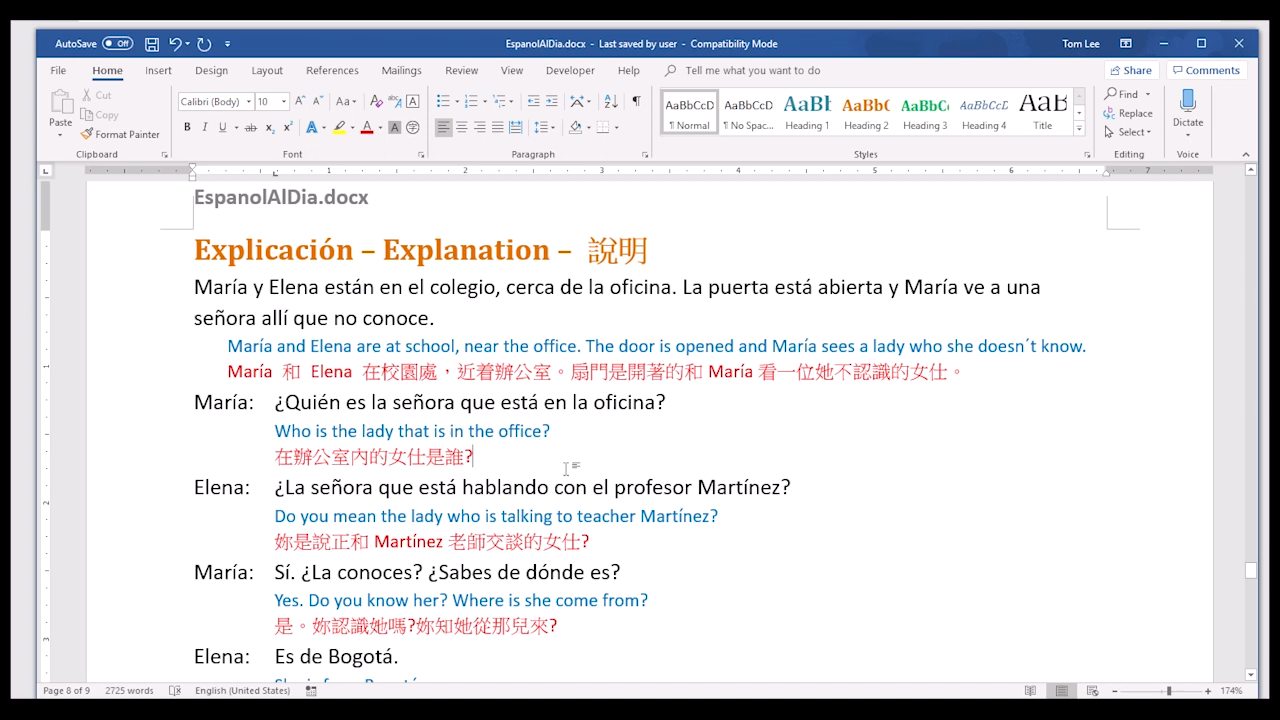 AutoSave Off EspanolAlDia.docx - Last saved by user - Compatibility Mode Tom Lee
File Home Insert Design Layout References Mailings Review View Developer Help Tell me what you want to do Share Comments
Paste
Cut
Copy
Format Painter
Calibri (Body) 10
AaBbCcD AaBbCcD AaBb AaBbC AaBbCc AaBbCcD AaB
¶ Normal ¶ No Spac... Heading 1 Heading 2 Heading 3 Heading 4 Title
Find
Replace
Select
Dictate
Clipboard Font Paragraph Styles Editing Voice
1 2 3 4 5 6 7
EspanolAlDia.docx
Explicación – Explanation – 說明
María y Elena están en el colegio, cerca de la oficina. La puerta está abierta y María ve a una
señora allí que no conoce.
María and Elena are at school, near the office. The door is opened and María sees a lady who she doesn´t know.
María 和 Elena 在校園處，近着辦公室。扇門是開著的和 María 看一位她不認識的女仕。
María: ¿Quién es la señora que está en la oficina?
Who is the lady that is in the office?
在辦公室內的女仕是誰?
Elena: ¿La señora que está hablando con el profesor Martínez?
Do you mean the lady who is talking to teacher Martínez?
妳是說正和 Martínez 老師交談的女仕?
María: Sí. ¿La conoces? ¿Sabes de dónde es?
Yes. Do you know her? Where is she come from?
是。妳認識她嗎?妳知她從那兒來?
Elena: Es de Bogotá.
Page 8 of 9 2725 words English (United States) 174%